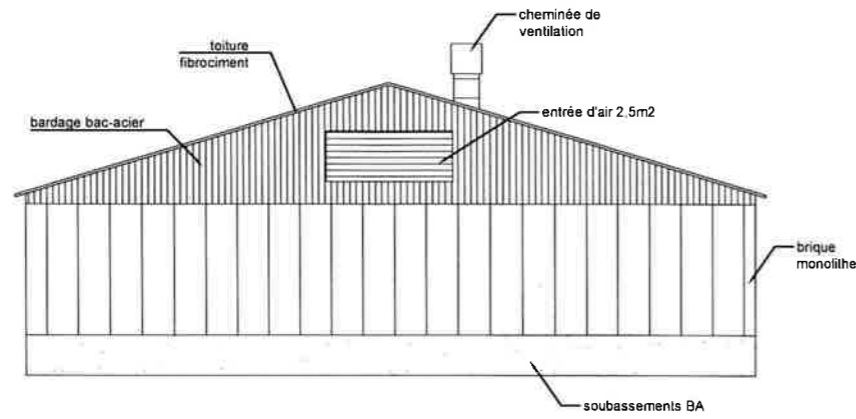 cheminée de
ventilation
toiture
fibrociment
entrée d'air 2,5m2
bardage bac-acier
brique
monolithe
soubassements BA